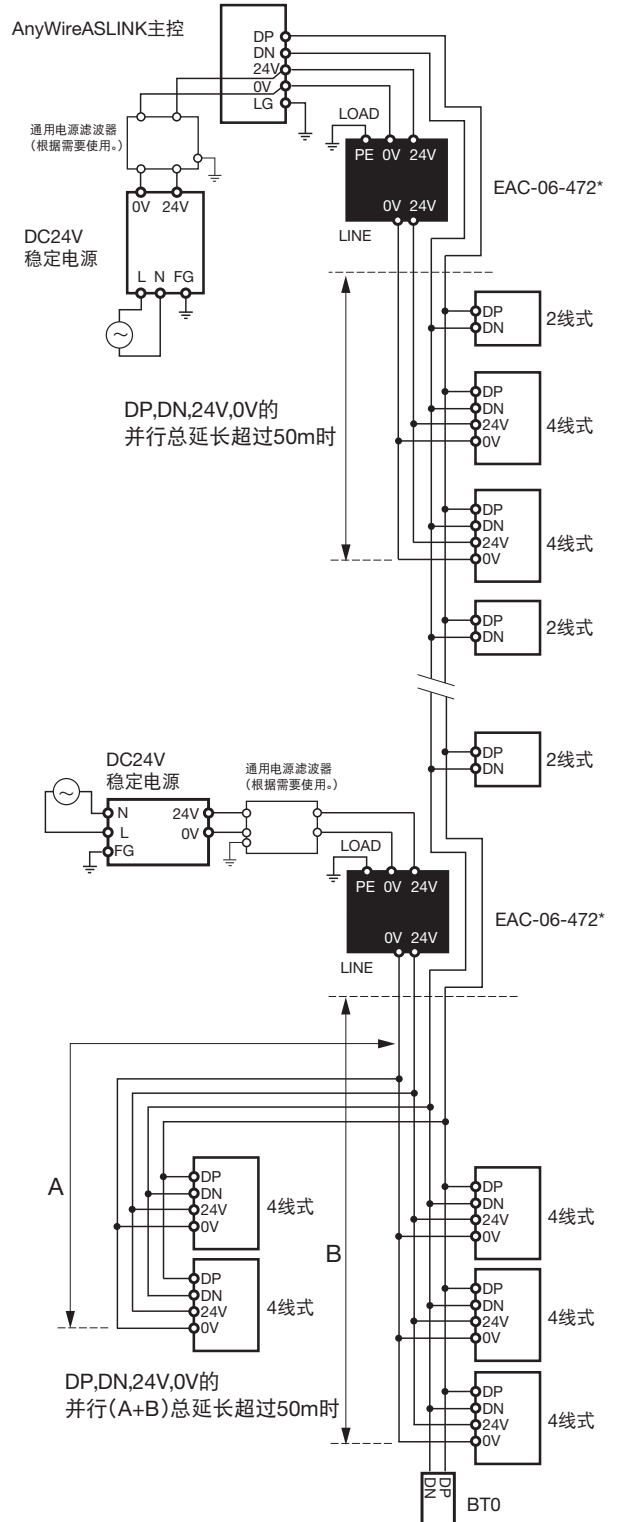 AnyWireASLINK主控
DP
DN
24V
0V
LG
通用电源滤波器
（根据需要使用。）
0V 24V
DC24V
稳定电源
L N FG
LOAD
PE 0V 24V
EAC-06-472*
0V 24V
LINE
DP,DN,24V,0V的
并行总延长超过50m时
DP
DN
2线式
DP
DN
24V
0V
4线式
DP
DN
24V
0V
4线式
DP
DN
2线式
DP
DN
2线式
DC24V
稳定电源
N
L
FG
24V
0V
通用电源滤波器
（根据需要使用。）
LOAD
PE 0V 24V
EAC-06-472*
0V 24V
LINE
A
DP
DN
24V
0V
4线式
DP
DN
24V
0V
4线式
B
DP,DN,24V,0V的
并行（A+B）总延长超过50m时
DP
DN
24V
0V
4线式
DP
DN
24V
0V
4线式
DP
DN
24V
0V
4线式
DP
DN
BT0